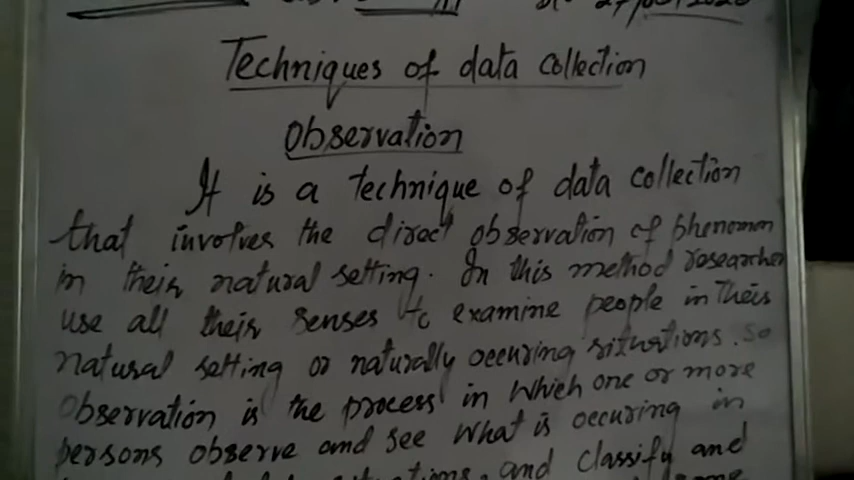 Techniques of data collection
Observation
It is a technique of data collection
that involves the direct observation of phenomon
in their natural setting. In this method researcher
use all their senses to examine people in their
natural setting or naturally occuring situations. So
Observation is the process in which one or more
persons observe and see what is occuring in
and classify and